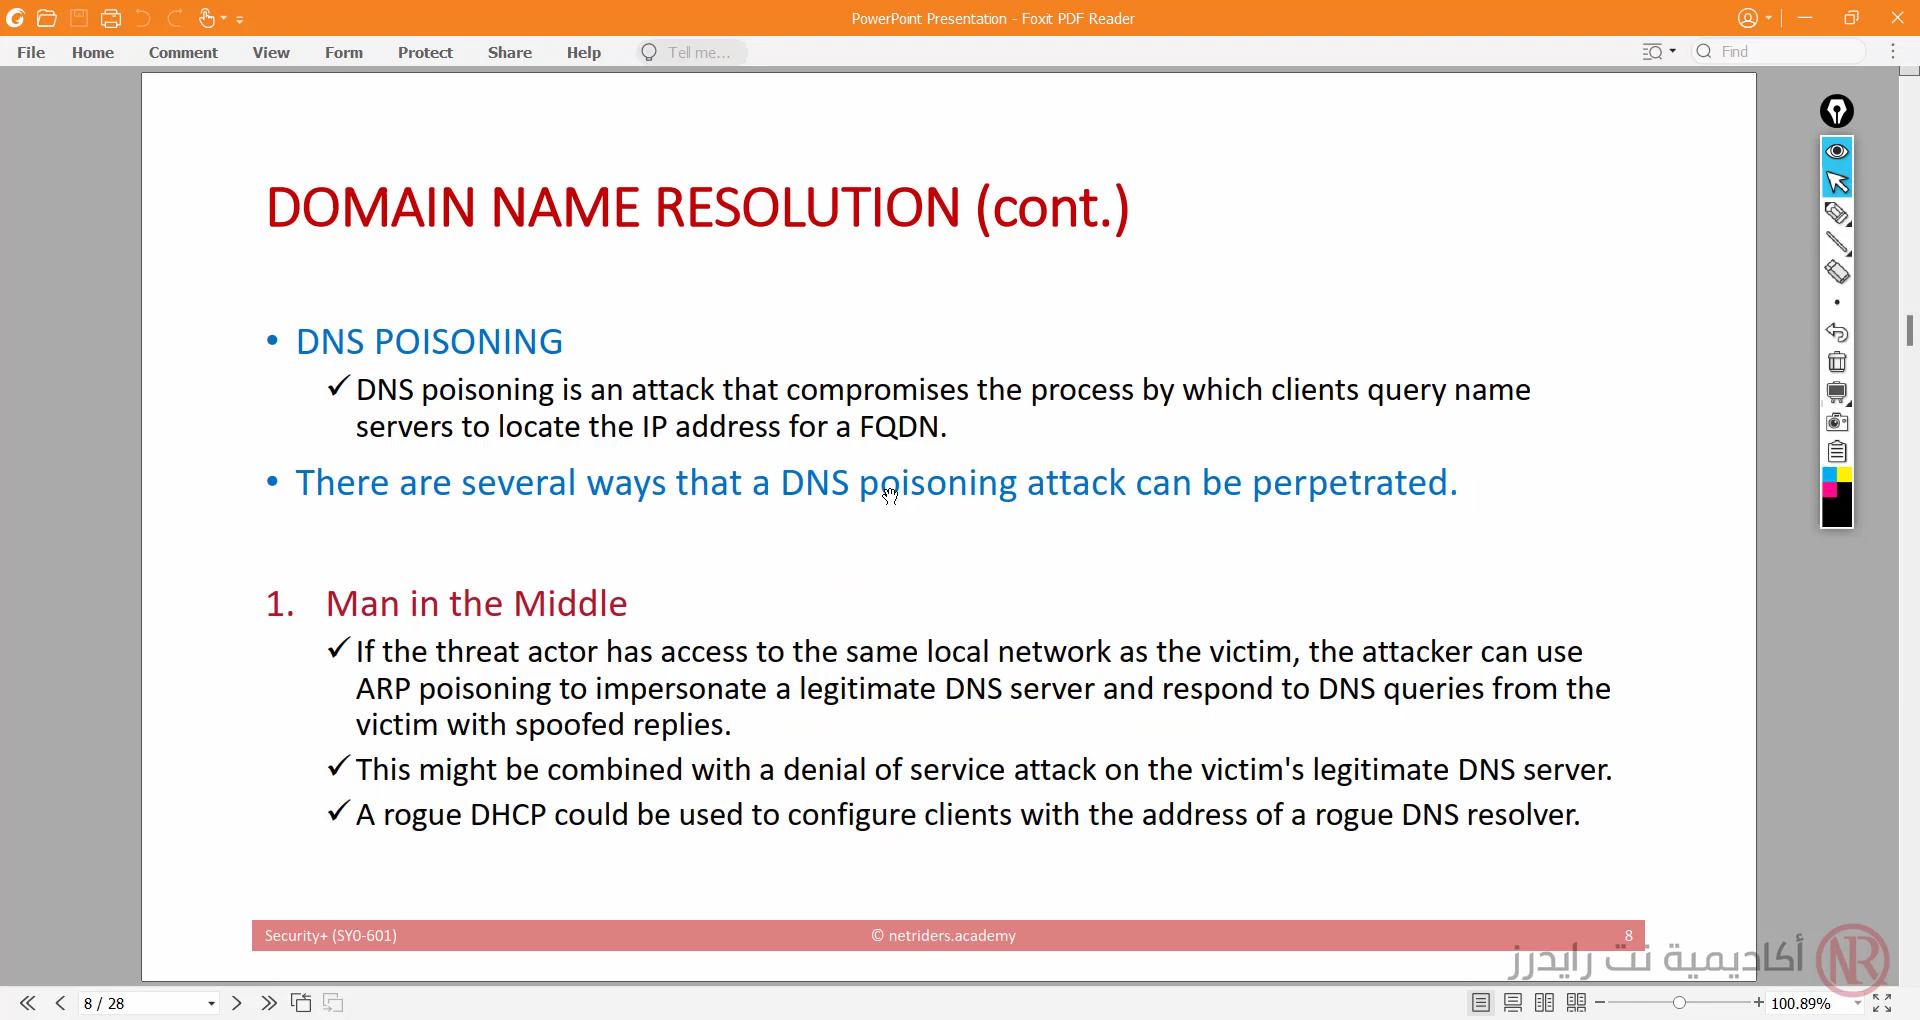 PowerPoint Presentation - Foxit PDF Reader
File Home Comment View Form Protect Share Help Tell me... Find
DOMAIN NAME RESOLUTION (cont.)
• DNS POISONING
✓ DNS poisoning is an attack that compromises the process by which clients query name
servers to locate the IP address for a FQDN.
• There are several ways that a DNS poisoning attack can be perpetrated.
1. Man in the Middle
✓ If the threat actor has access to the same local network as the victim, the attacker can use
ARP poisoning to impersonate a legitimate DNS server and respond to DNS queries from the
victim with spoofed replies.
✓ This might be combined with a denial of service attack on the victim's legitimate DNS server.
✓ A rogue DHCP could be used to configure clients with the address of a rogue DNS resolver.
Security+ (SY0-601) © netriders.academy 8
أكاديمية نت رايدرز NR
8 / 28 100.89%